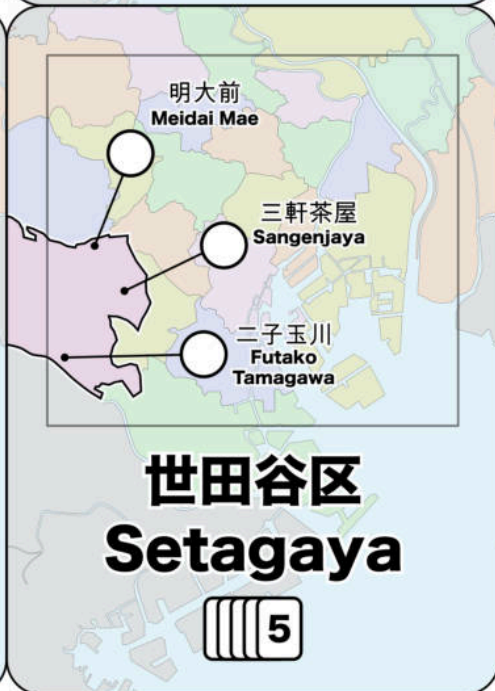 明大前
Meidai Mae
三軒茶屋
Sangenjaya
二子玉川
Futako
Tamagawa
世田谷区
Setagaya
5